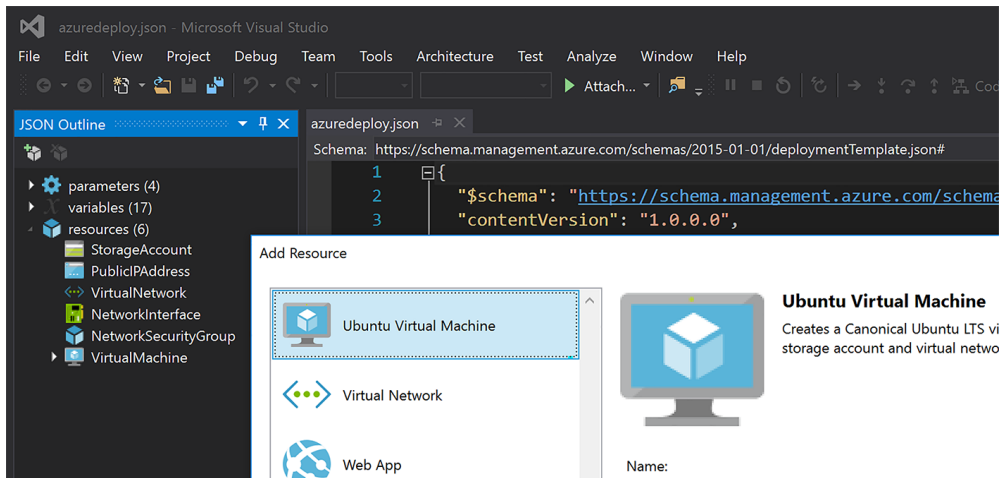 azuredeploy.json - Microsoft Visual Studio
File Edit View Project Debug Team Tools Architecture Test Analyze Window Help
Attach...
JSON Outline
azuredeploy.json
Schema: https://schema.management.azure.com/schemas/2015-01-01/deploymentTemplate.json#
parameters (4)
variables (17)
resources (6)
StorageAccount
PublicIPAddress
VirtualNetwork
NetworkInterface
NetworkSecurityGroup
VirtualMachine
1 {
2 "$schema": "https://schema.management.azure.com/schema
3 "contentVersion": "1.0.0.0",
Add Resource
Ubuntu Virtual Machine
Virtual Network
Web App
Ubuntu Virtual Machine
Creates a Canonical Ubuntu LTS
storage account and virtual
Name: